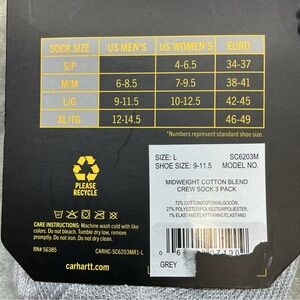 SOCK SIZE US MEN'S US WOMEN'S EURO
S/P 4-6.5 34-37
M/M 6-8.5 7-9.5 38-41
L/G 9-11.5 10-12.5 42-45
XL/TG 12-14.5 46-49
*Numbers represent standard shoe size.
PLEASE
RECYCLE
SIZE: L SC6203M
SHOE SIZE: 9-11.5 MODEL NO.
MIDWEIGHT COTTON BLEND
CREW SOCK 3 PACK
72% COTTON/COTON/ALGODÓN,
27% POLYESTER/POLYESTER/POLIÉSTER,
1% ELASTANE/ÉLASTHANNE/ELASTANO
CARE INSTRUCTIONS: Machine wash cold with like
colors. Do not bleach. Tumble dry low, remove
promptly. Do not iron. Do not dry clean.
RN# 56385 CARHC-SC6203MR1-L
carhartt.com
GREY